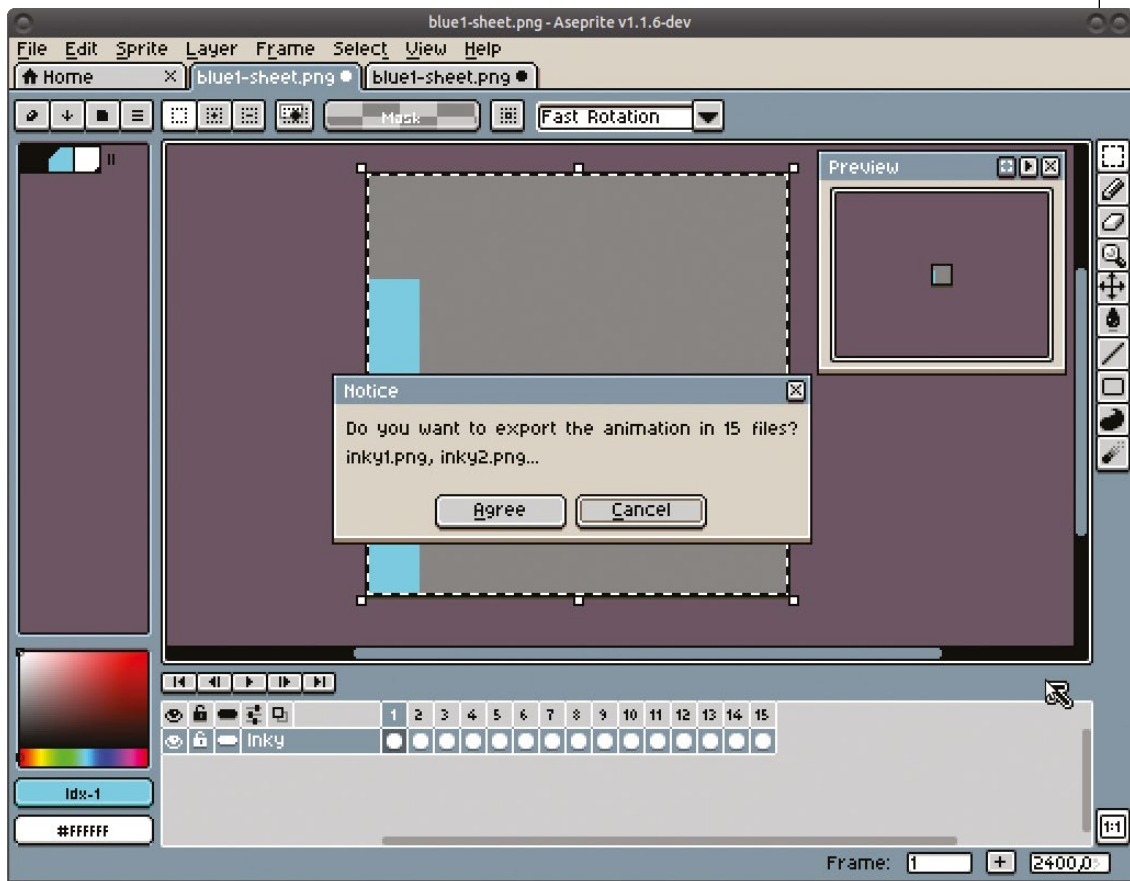 blue1-sheet.png - Aseprite v1.1.6-dev
File Edit Sprite Layer Frame Select View Help
Home blue1-sheet.png blue1-sheet.png
Mask Fast Rotation
Preview
Notice
Do you want to export the animation in 15 files?
inky1.png, inky2.png...
Agree Cancel
1 2 3 4 5 6 7 8 9 10 11 12 13 14 15
Inky
Idx-1
#FFFFFF
1:1
Frame: 1 + 2400,0